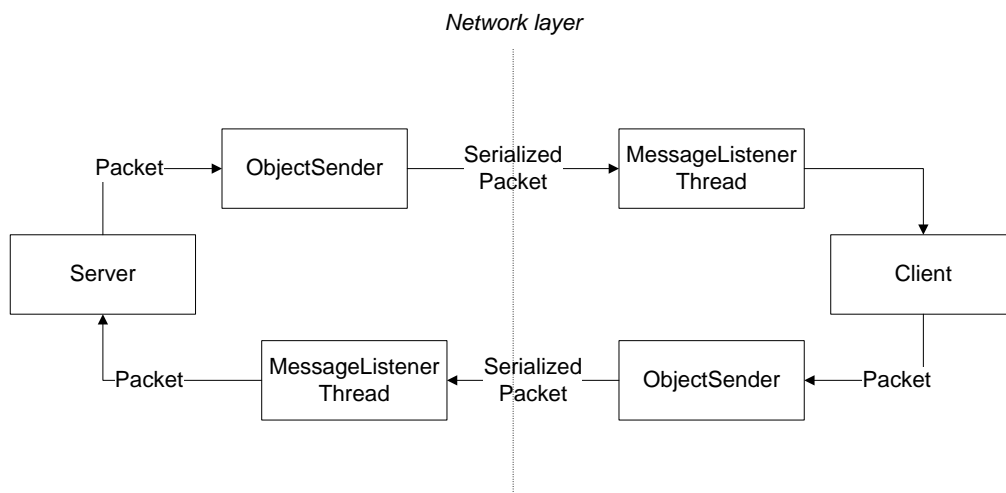 Network layer
Packet
ObjectSender
Serialized
Packet
MessageListener
Thread
Server
Client
Packet
MessageListener
Thread
Serialized
Packet
ObjectSender
Packet